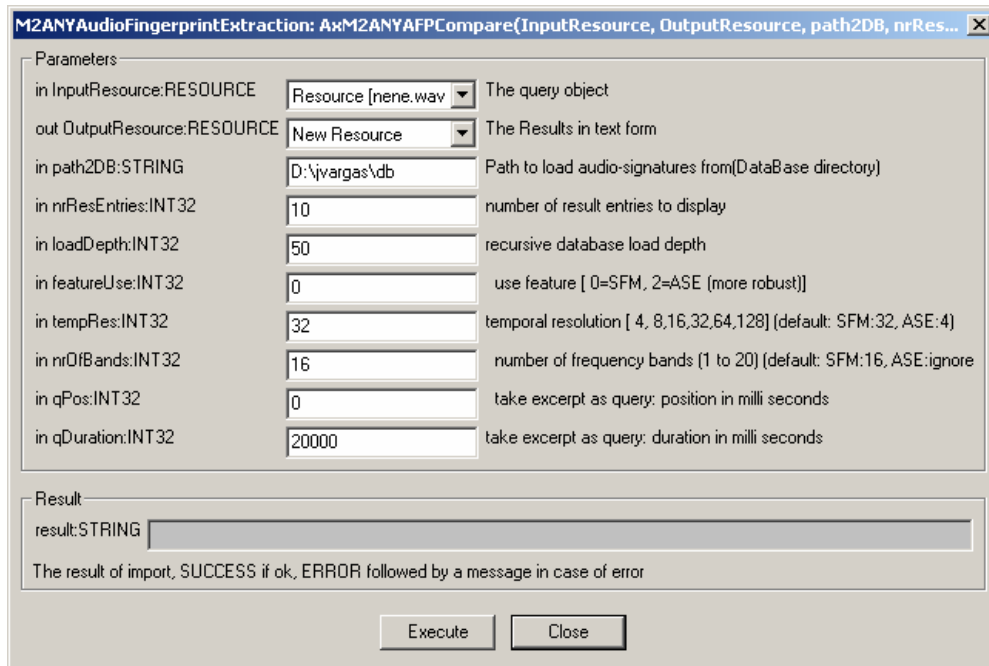 M2ANYAudioFingerprintExtraction: AxM2ANYAFPCompare(InputResource, OutputResource, path2DB, nrRes...
Parameters
in InputResource:RESOURCE Resource [nene.wav The query object
out OutputResource:RESOURCE New Resource The Results in text form
in path2DB:STRING D:\jvargas\db Path to load audio-signatures from(DataBase directory)
in nrResEntries:INT32 10 number of result entries to display
in loadDepth:INT32 50 recursive database load depth
in featureUse:INT32 0 use feature [ 0=SFM, 2=ASE (more robust)]
in tempRes:INT32 32 temporal resolution [ 4, 8,16,32,64,128] (default: SFM:32, ASE:4)
in nrOfBands:INT32 16 number of frequency bands (1 to 20) (default: SFM:16, ASE:ignore
in qPos:INT32 0 take excerpt as query: position in milli seconds
in qDuration:INT32 20000 take excerpt as query: duration in milli seconds
Result
result:STRING
The result of import, SUCCESS if ok, ERROR followed by a message in case of error
Execute Close